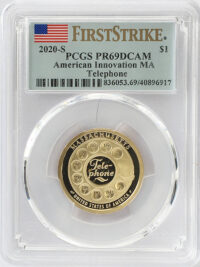 FIRSTSTRIKE®
2020-S $1
PCGS PR69DCAM
American Innovation MA
Telephone
836053.69/40896917
MASSACHUSETTS
Tele-
phone
UNITED STATES OF AMERICA